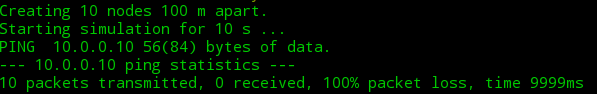 Creating 10 nodes 100 m apart.
Starting simulation for 10 s ...
PING  10.0.0.10 56(84) bytes of data.
--- 10.0.0.10 ping statistics ---
10 packets transmitted, 0 received, 100% packet loss, time 9999ms